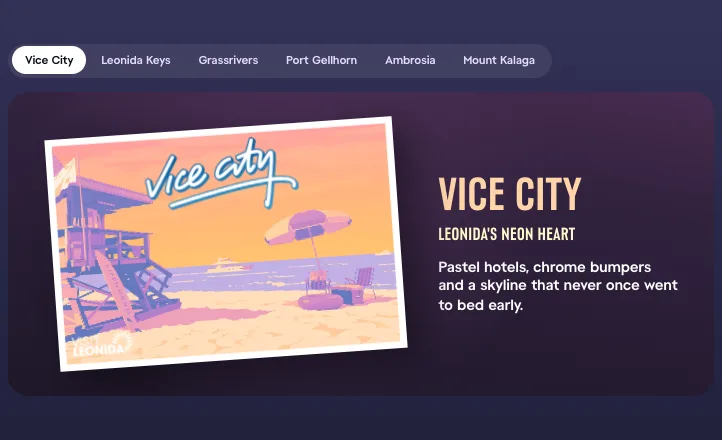 Vice City
Leonida Keys
Grassrivers
Port Gellhorn
Ambrosia
Mount Kalaga
Vice City
VISIT
LEONIDA
VICE CITY
LEONIDA'S NEON HEART
Pastel hotels, chrome bumpers
and a skyline that never once went
to bed early.